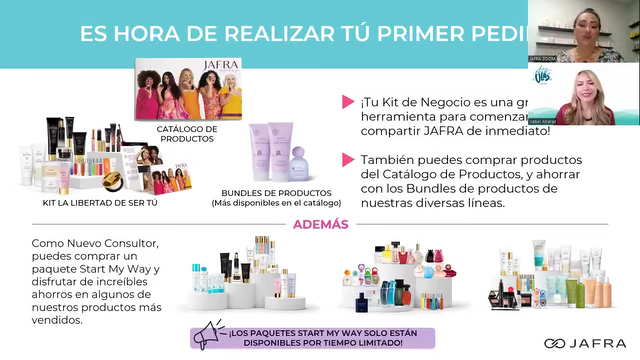 ES HORA DE REALIZAR TÚ PRIMER PEDI
JAFRA
CATÁLOGO DE
PRODUCTOS
KIT LA LIBERTAD DE SER TÚ
BUNDLES DE PRODUCTOS
(Más disponibles en el catálogo)
¡Tu Kit de Negocio es una gr
herramienta para comenzar
compartir JAFRA de inmediato!
También puedes comprar productos
del Catálogo de Productos, y ahorrar
con los Bundles de productos de
nuestras diversas líneas.
ADEMÁS
Como Nuevo Consultor,
puedes comprar un
paquete Start My Way y
disfrutar de increíbles
ahorros en algunos de
nuestros productos más
vendidos.
¡LOS PAQUETES START MY WAY SOLO ESTÁN
DISPONIBLES POR TIEMPO LIMITADO!
JAFRA
JAFRA ZOOM